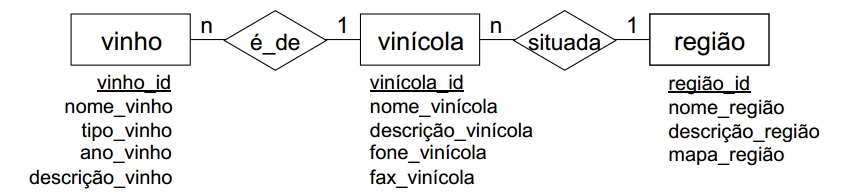 vinho n é_de 1 vinícola n situada 1 região
vinho_id
nome_vinho
tipo_vinho
ano_vinho
descrição_vinho
vinícola_id
nome_vinícola
descrição_vinícola
fone_vinícola
fax_vinícola
região_id
nome_região
descrição_região
mapa_região